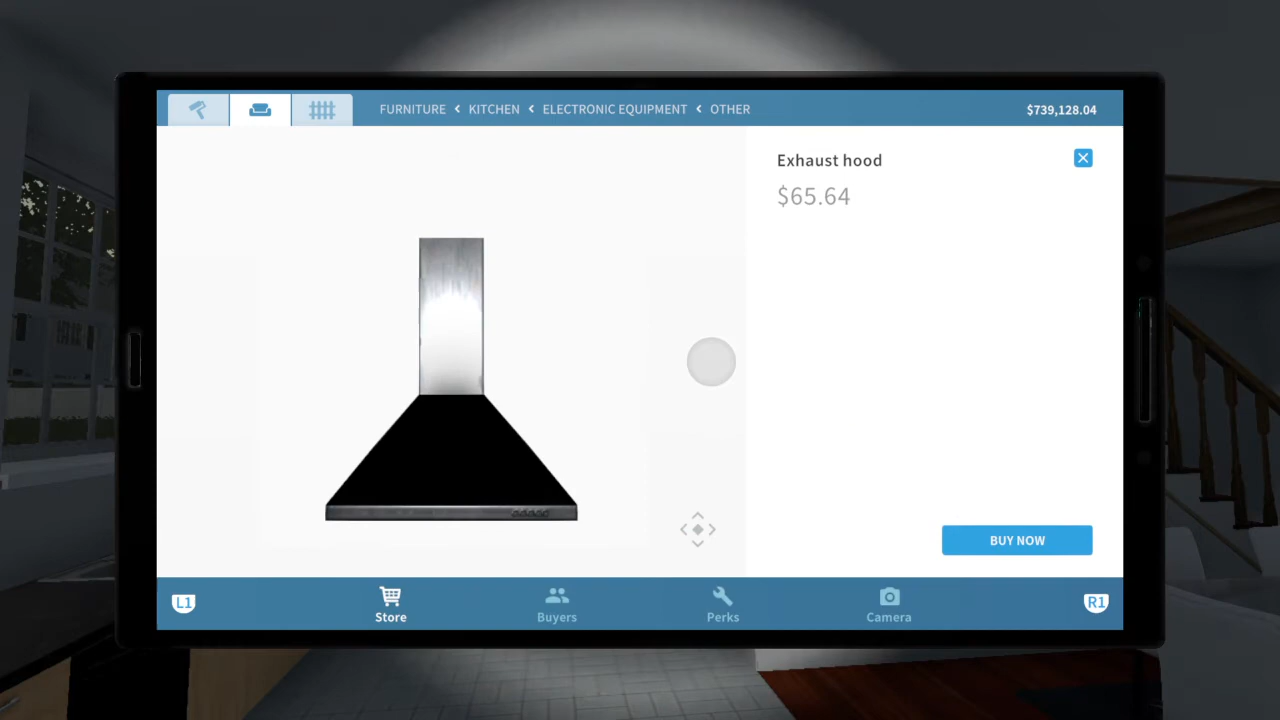 FURNITURE < KITCHEN < ELECTRONIC EQUIPMENT < OTHER
$739,128.04
Exhaust hood
$65.64
BUY NOW
L1
Store
Buyers
Perks
Camera
R1